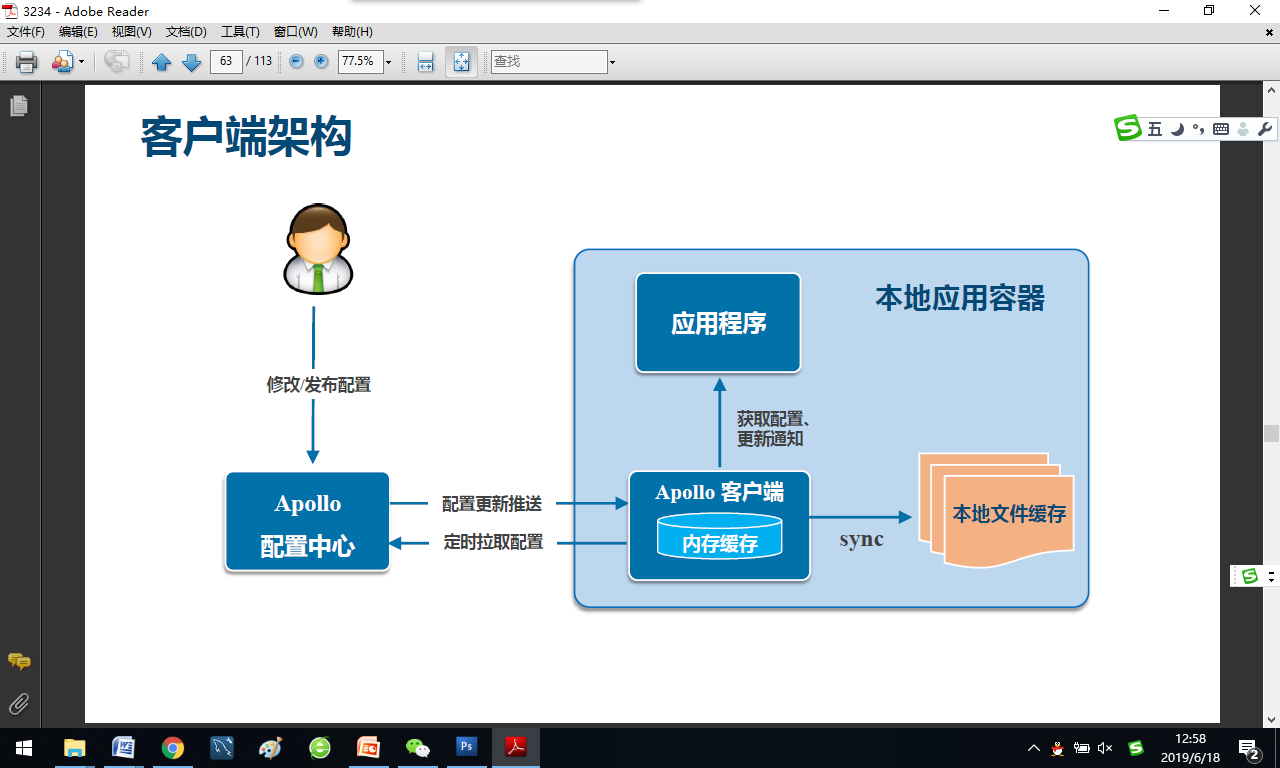 3234 - Adobe Reader
文件(F) 编辑(E) 视图(V) 文档(D) 工具(T) 窗口(W) 帮助(H)
63 / 113 77.5% 查找
客户端架构
五
本地应用容器
应用程序
修改/发布配置
获取配置、
更新通知
Apollo
配置中心
配置更新推送
定时拉取配置
Apollo 客户端
内存缓存
sync
本地文件缓存
12:58
2019/6/18
2